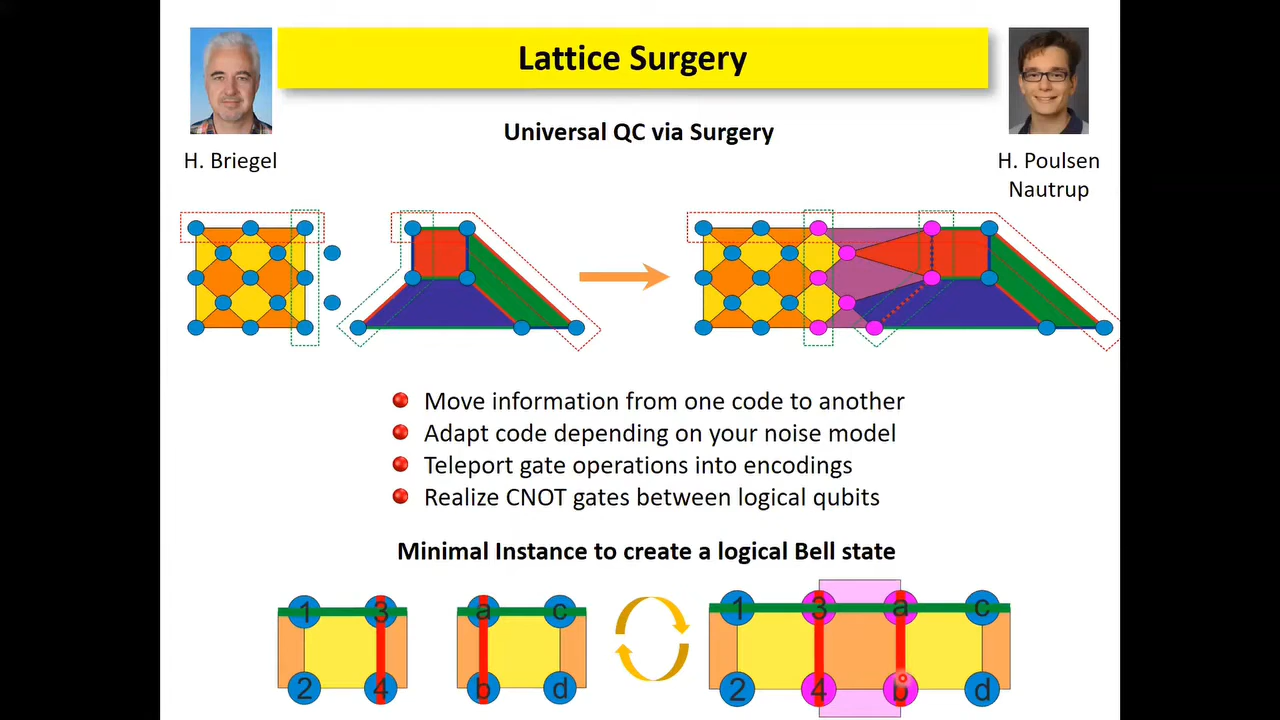 Lattice Surgery
Universal QC via Surgery
H. Briegel
H. Poulsen
Nautrup
Move information from one code to another
Adapt code depending on your noise model
Teleport gate operations into encodings
Realize CNOT gates between logical qubits
Minimal Instance to create a logical Bell state
1 3 a c 1 3 a c
2 4 b d 2 4 b d